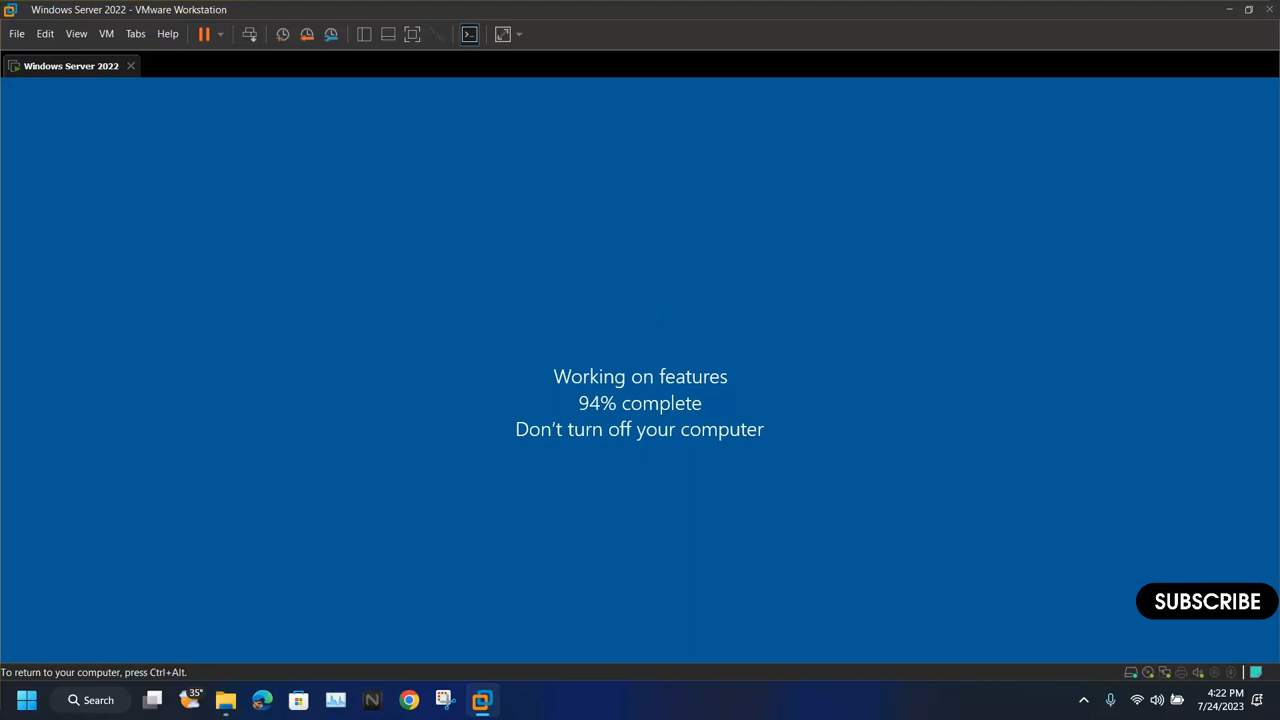 Windows Server 2022 - VMware Workstation
File Edit View VM Tabs Help
Windows Server 2022
Working on features
94% complete
Don't turn off your computer
SUBSCRIBE
To return to your computer, press Ctrl+Alt.
35°
Search
4:22 PM
7/24/2023